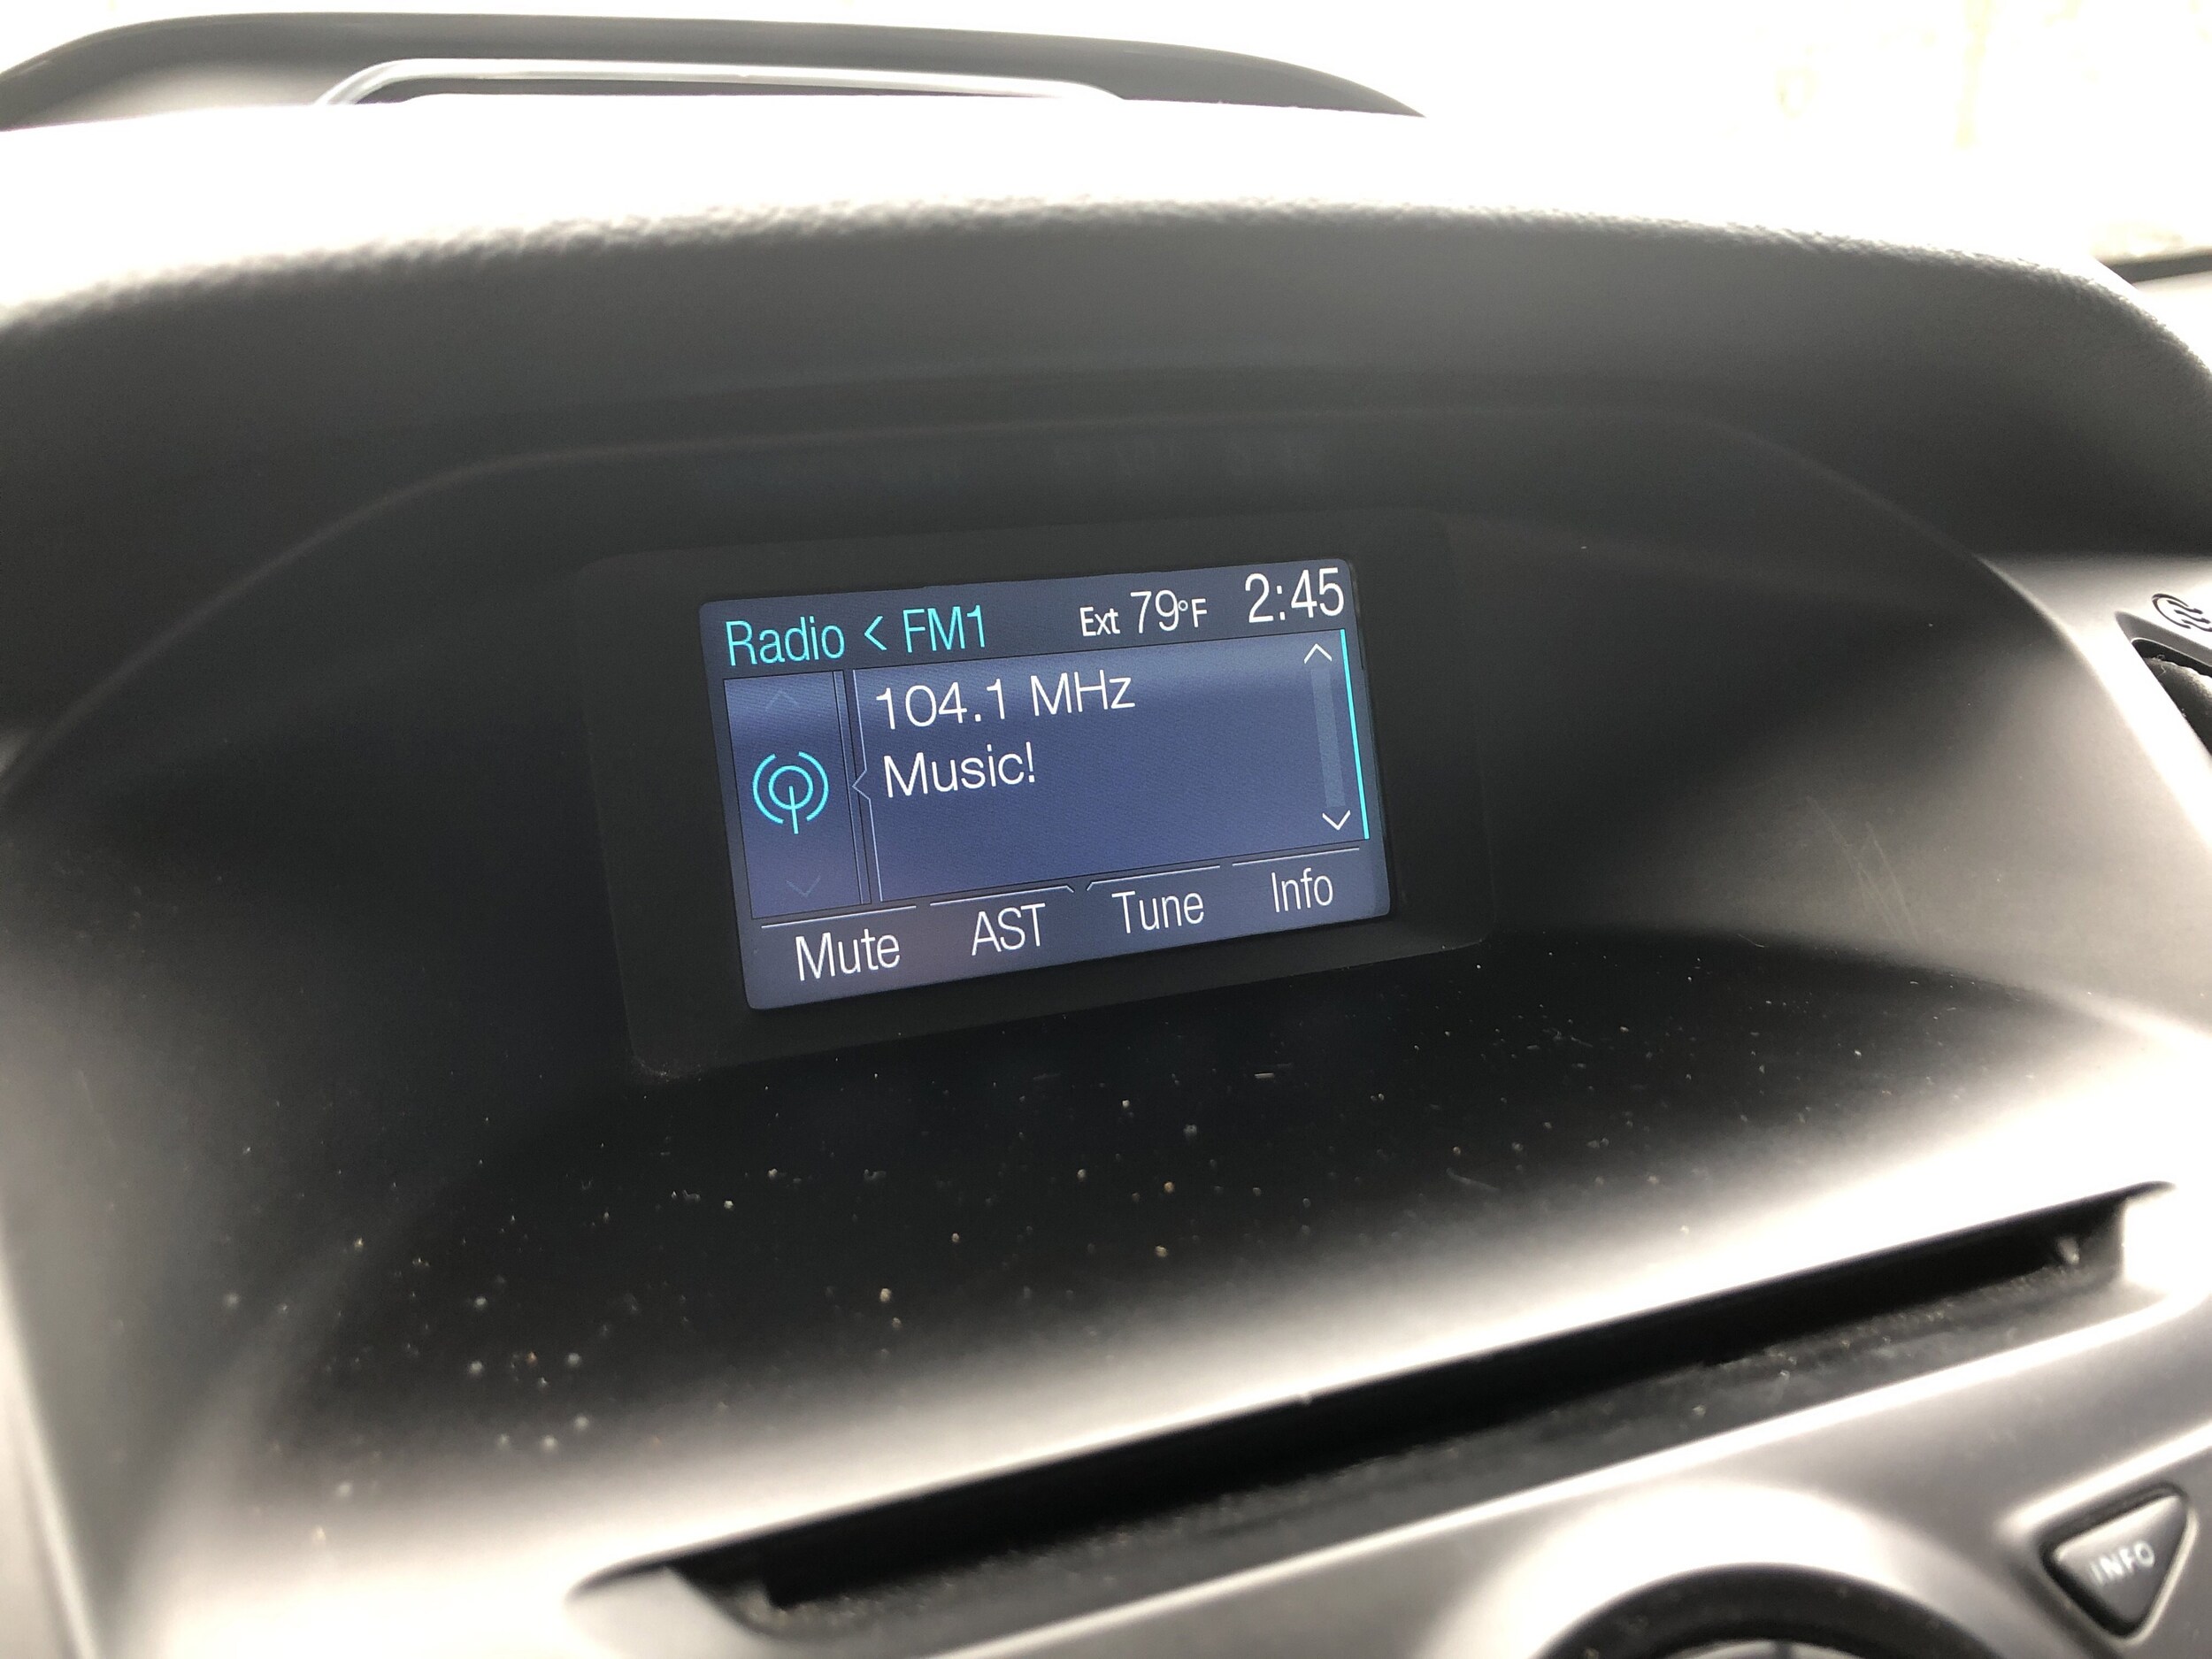 Radio < FM1 Ext 79°F 2:45
104.1 MHz
Music!
Mute AST Tune Info
INFO